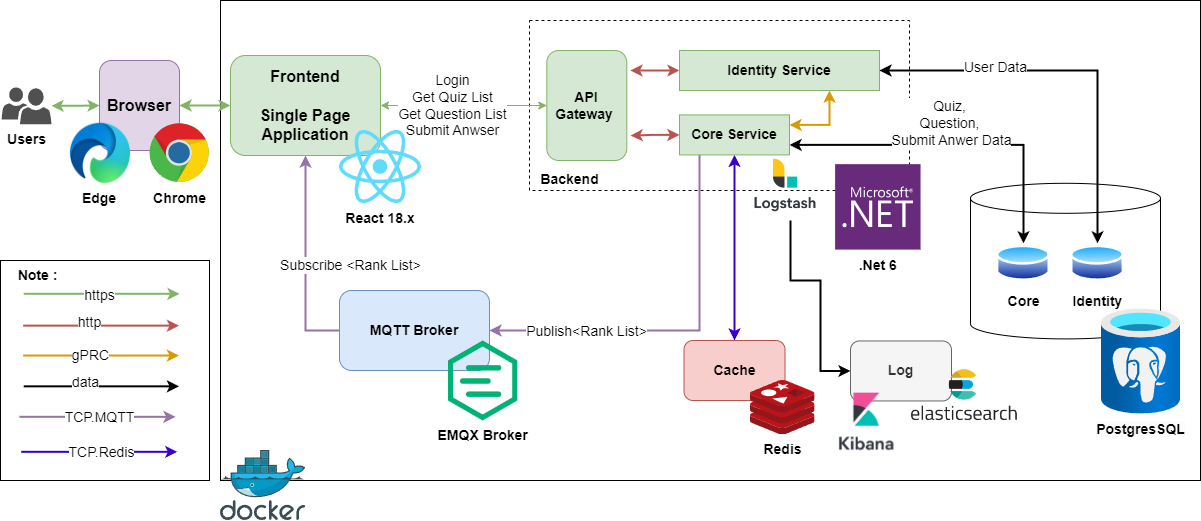 Users
Browser
Edge
Chrome
Frontend
Single Page
Application
React 18.x
Login
Get Quiz List
Get Question List
Submit Anwser
API
Gateway
Identity Service
Core Service
Backend
Logstash
Microsoft®
.NET
.Net 6
User Data
Quiz,
Question,
Submit Anwer Data
Core
Identity
PostgresSQL
Subscribe <Rank List>
MQTT Broker
EMQX Broker
Publish<Rank List>
Cache
Redis
Log
Kibana
elasticsearch
Note :
https
http
gPRC
data
TCP.MQTT
TCP.Redis
docker